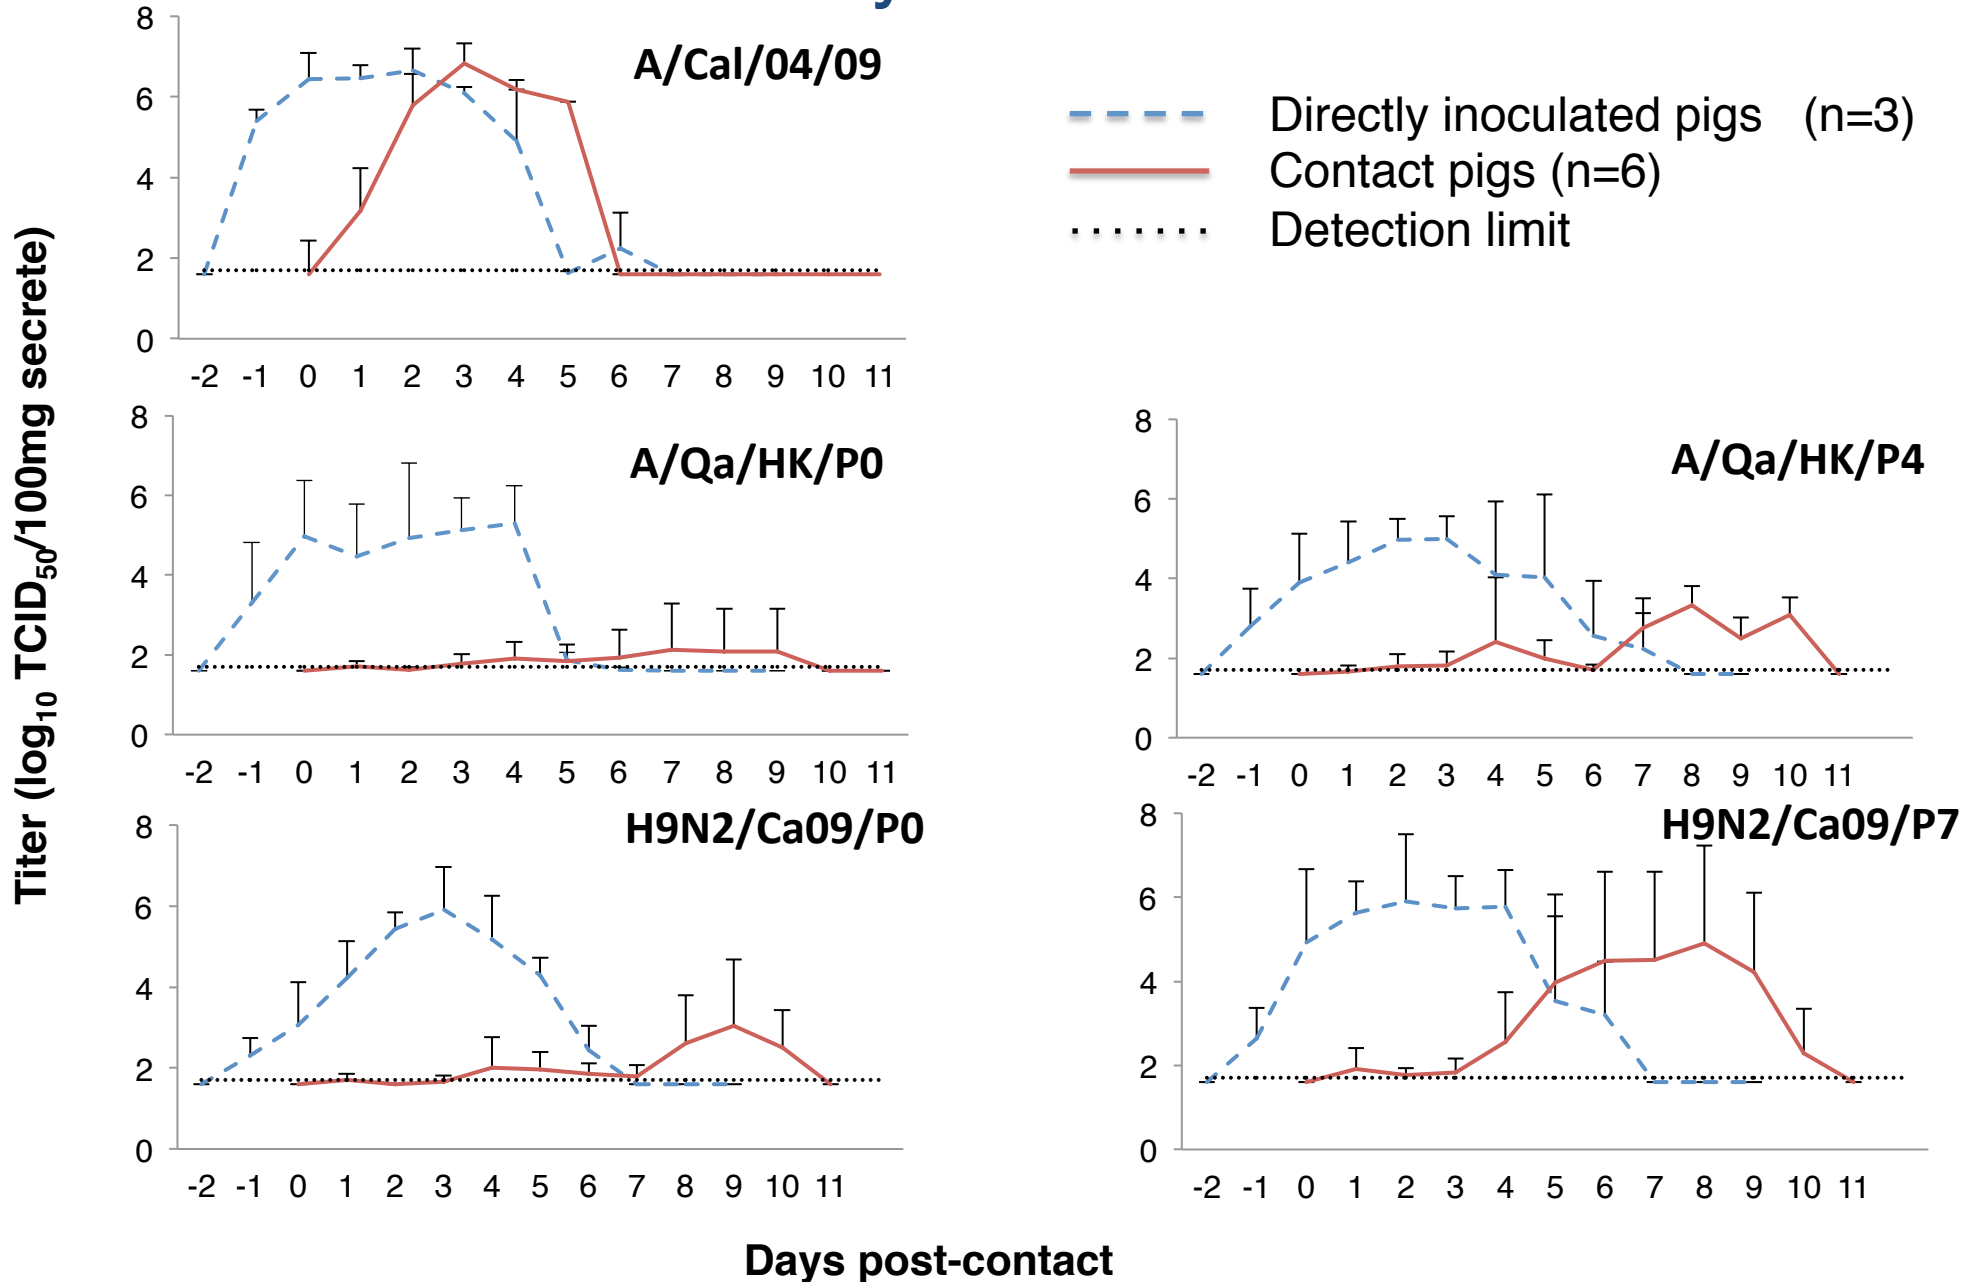 8
6
4
2
0
A/Cal/04/09
-2 -1 0 1 2 3 4 5 6 7 8 9 10 11
Directly inoculated pigs (n=3)
Contact pigs (n=6)
Detection limit
Titer (log10 TCID50/100mg secrete)
8
6
4
2
0
A/Qa/HK/P0
-2 -1 0 1 2 3 4 5 6 7 8 9 10 11
8
6
4
2
0
A/Qa/HK/P4
-2 -1 0 1 2 3 4 5 6 7 8 9 10 11
8
6
4
2
0
H9N2/Ca09/P0
-2 -1 0 1 2 3 4 5 6 7 8 9 10 11
8
6
4
2
0
H9N2/Ca09/P7
-2 -1 0 1 2 3 4 5 6 7 8 9 10 11
Days post-contact